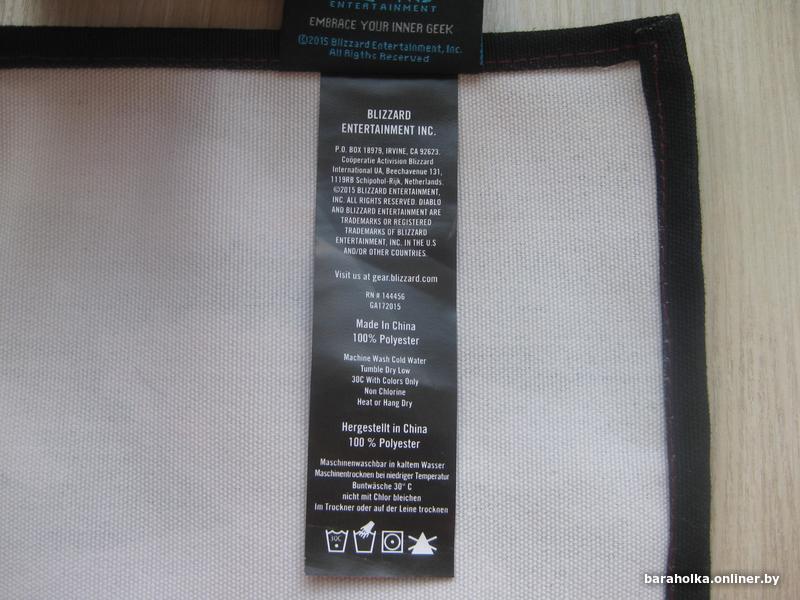 ENTERTAINMENT
EMBRACE YOUR INNER GEEK
©2015 Blizzard Entertainment, Inc.
All Rigths Reserved
BLIZZARD
ENTERTAINMENT INC.
P.O. BOX 18979, IRVINE, CA 92623.
Coöperatie Activision Blizzard
International UA, Beechavenue 131,
1119RB Schipohol-Rijk, Netherlands.
©2015 BLIZZARD ENTERTAINMENT,
INC. ALL RIGHTS RESERVED. DIABLO
AND BLIZZARD ENTERTAINMENT ARE
TRADEMARKS OR REGISTERED
TRADEMARKS OF BLIZZARD
ENTERTAINMENT, INC. IN THE U.S
AND/OR OTHER COUNTRIES.
Visit us at gear.blizzard.com
RN # 144456
GA172015
Made In China
100% Polyester
Machine Wash Cold Water
Tumble Dry Low
30C With Colors Only
Non Chlorine
Heat or Hang Dry
Hergestellt in China
100 % Polyester
Maschinenwaschbar in kaltem Wasser
Maschinentrocknen bei niedriger Temperatur
Buntwäsche 30° C
nicht mit Chlor bleichen
Im Trockner oder auf der Leine trocknen
30C
baraholka.onliner.by